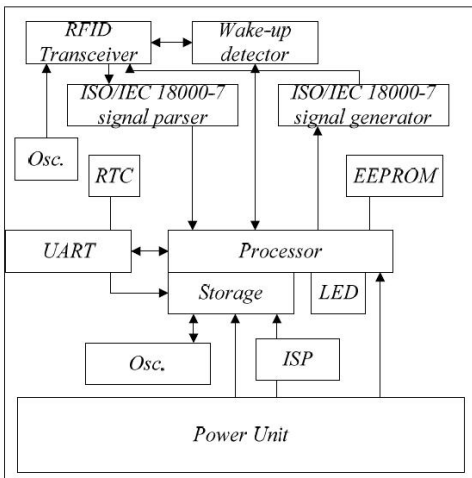 RFID
Transceiver
Wake-up
detector
ISO/IEC 18000-7
signal parser
ISO/IEC 18000-7
signal generator
Osc.
RTC
EEPROM
UART
Processor
Storage
LED
Osc.
ISP
Power Unit